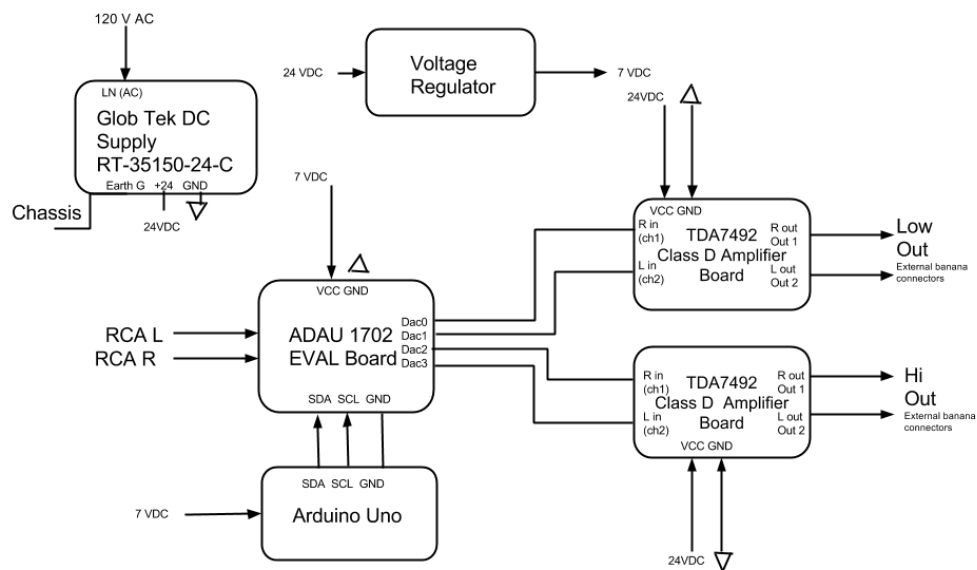 120 V AC
LN (AC)
Glob Tek DC
Supply
RT-35150-24-C
Earth G +24 GND
Chassis
24VDC
24 VDC
Voltage
Regulator
7 VDC
24VDC
VCC GND
R in
(ch1)
L in
(ch2)
TDA7492
Class D Amplifier
Board
R out
Out 1
L out
Out 2
Low
Out
External banana
connectors
7 VDC
VCC GND
RCA L
RCA R
ADAU 1702
EVAL Board
Dac0
Dac1
Dac2
Dac3
SDA SCL GND
R in
(ch1)
L in
(ch2)
TDA7492
Class D Amplifier
Board
R out
Out 1
L out
Out 2
VCC GND
Hi
Out
External banana
connectors
24VDC
SDA SCL GND
7 VDC
Arduino Uno